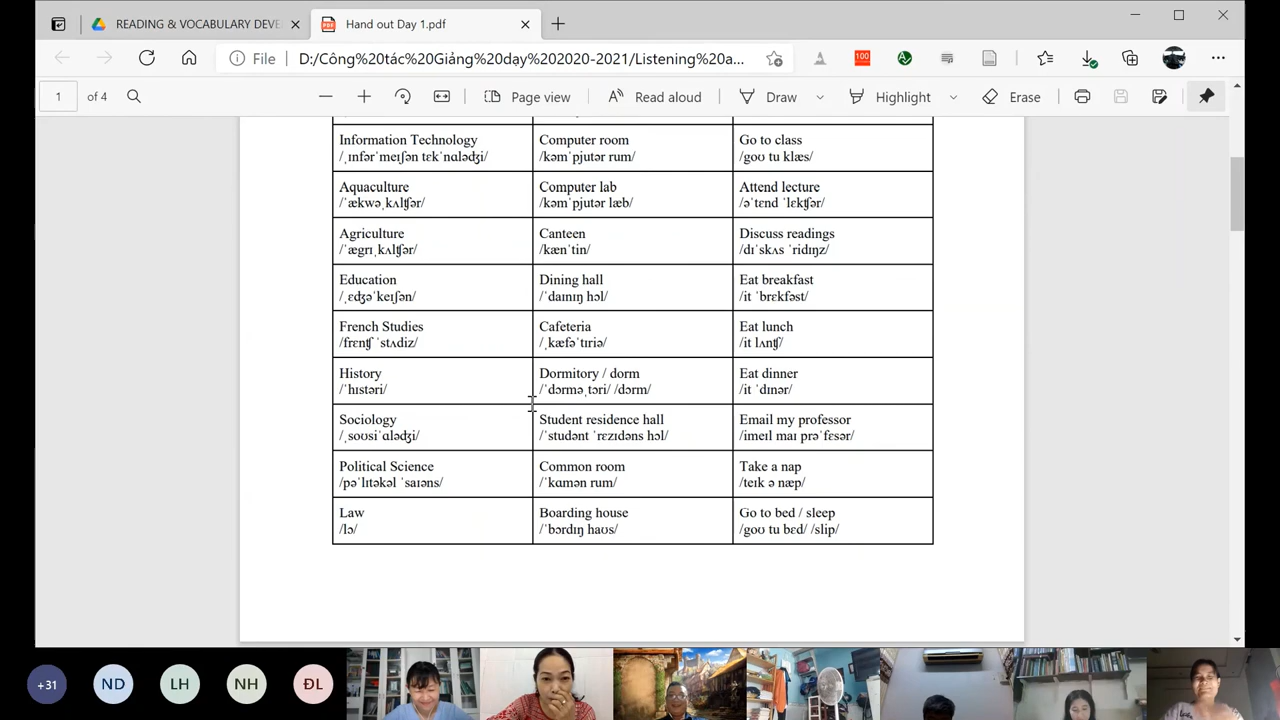 READING & VOCABULARY DEVE
Hand out Day 1.pdf
File
D:/Công%20tác%20Giảng%20dạy%202020-2021/Listening%20a...
100
1 of 4
Page view
Read aloud
Draw
Highlight
Erase
Information Technology Computer room Go to class
/ˌɪnfərˈmeɪʃən tɛkˈnɑləʤi/ /kəmˈpjutər rum/ /goʊ tu klæs/
Aquaculture Computer lab Attend lecture
/ˈækwəˌkʌlʧər/ /kəmˈpjutər læb/ /əˈtɛnd ˈlɛkʧər/
Agriculture Canteen Discuss readings
/ˈægrɪˌkʌlʧər/ /kænˈtin/ /dɪˈskʌs ˈridɪŋz/
Education Dining hall Eat breakfast
/ˌɛʤəˈkeɪʃən/ /ˈdaɪnɪŋ hɔl/ /it ˈbrɛkfəst/
French Studies Cafeteria Eat lunch
/frɛnʧ ˈstʌdiz/ /ˌkæfəˈtɪriə/ /it lʌnʧ/
History Dormitory / dorm Eat dinner
/ˈhɪstəri/ /ˈdɔrməˌtɔri/ /dɔrm/ /it ˈdɪnər/
Sociology Student residence hall Email my professor
/ˌsoʊsiˈɑləʤi/ /ˈstudənt ˈrɛzɪdəns hɔl/ /imeɪl maɪ prəˈfɛsər/
Political Science Common room Take a nap
/pəˈlɪtəkəl ˈsaɪəns/ /ˈkɑmən rum/ /teɪk ə næp/
Law Boarding house Go to bed / sleep
/lɔ/ /ˈbɔrdɪŋ haʊs/ /goʊ tu bɛd/ /slip/
+31
ND
LH
NH
ĐL